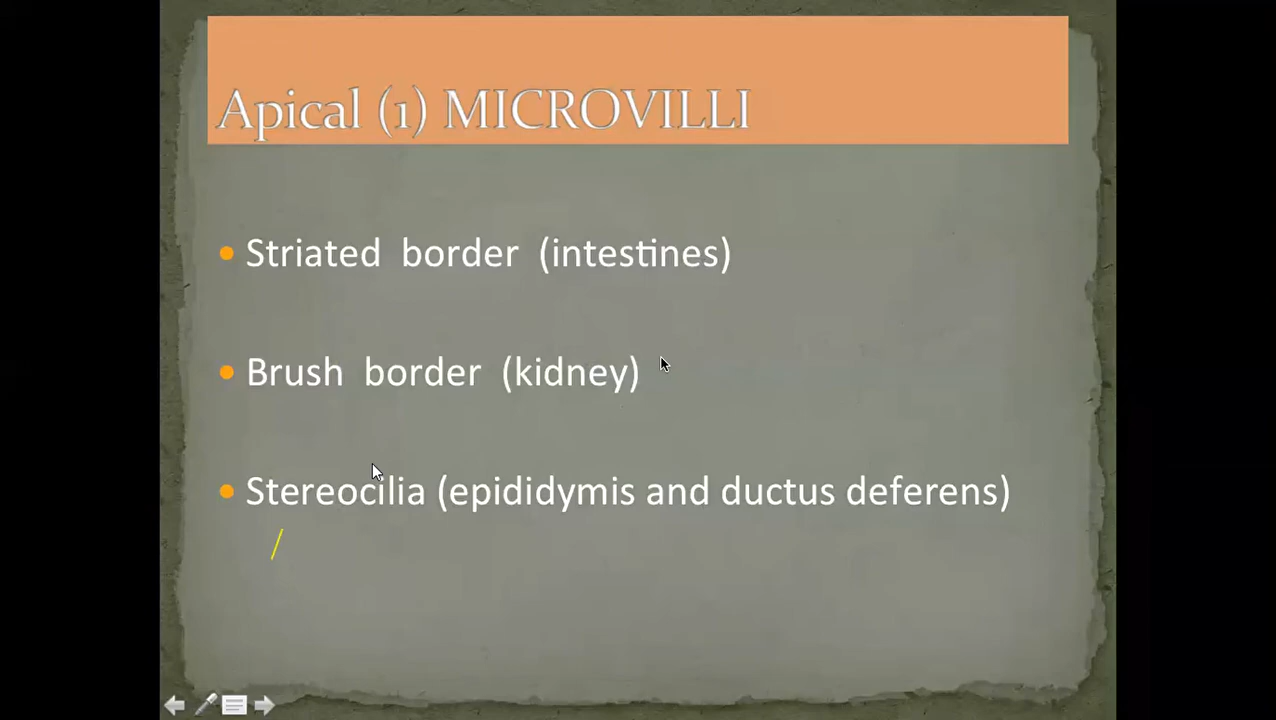 Apical (1) MICROVILLI
Striated border (intestines)
Brush border (kidney)
Stereocilia (epididymis and ductus deferens)
/